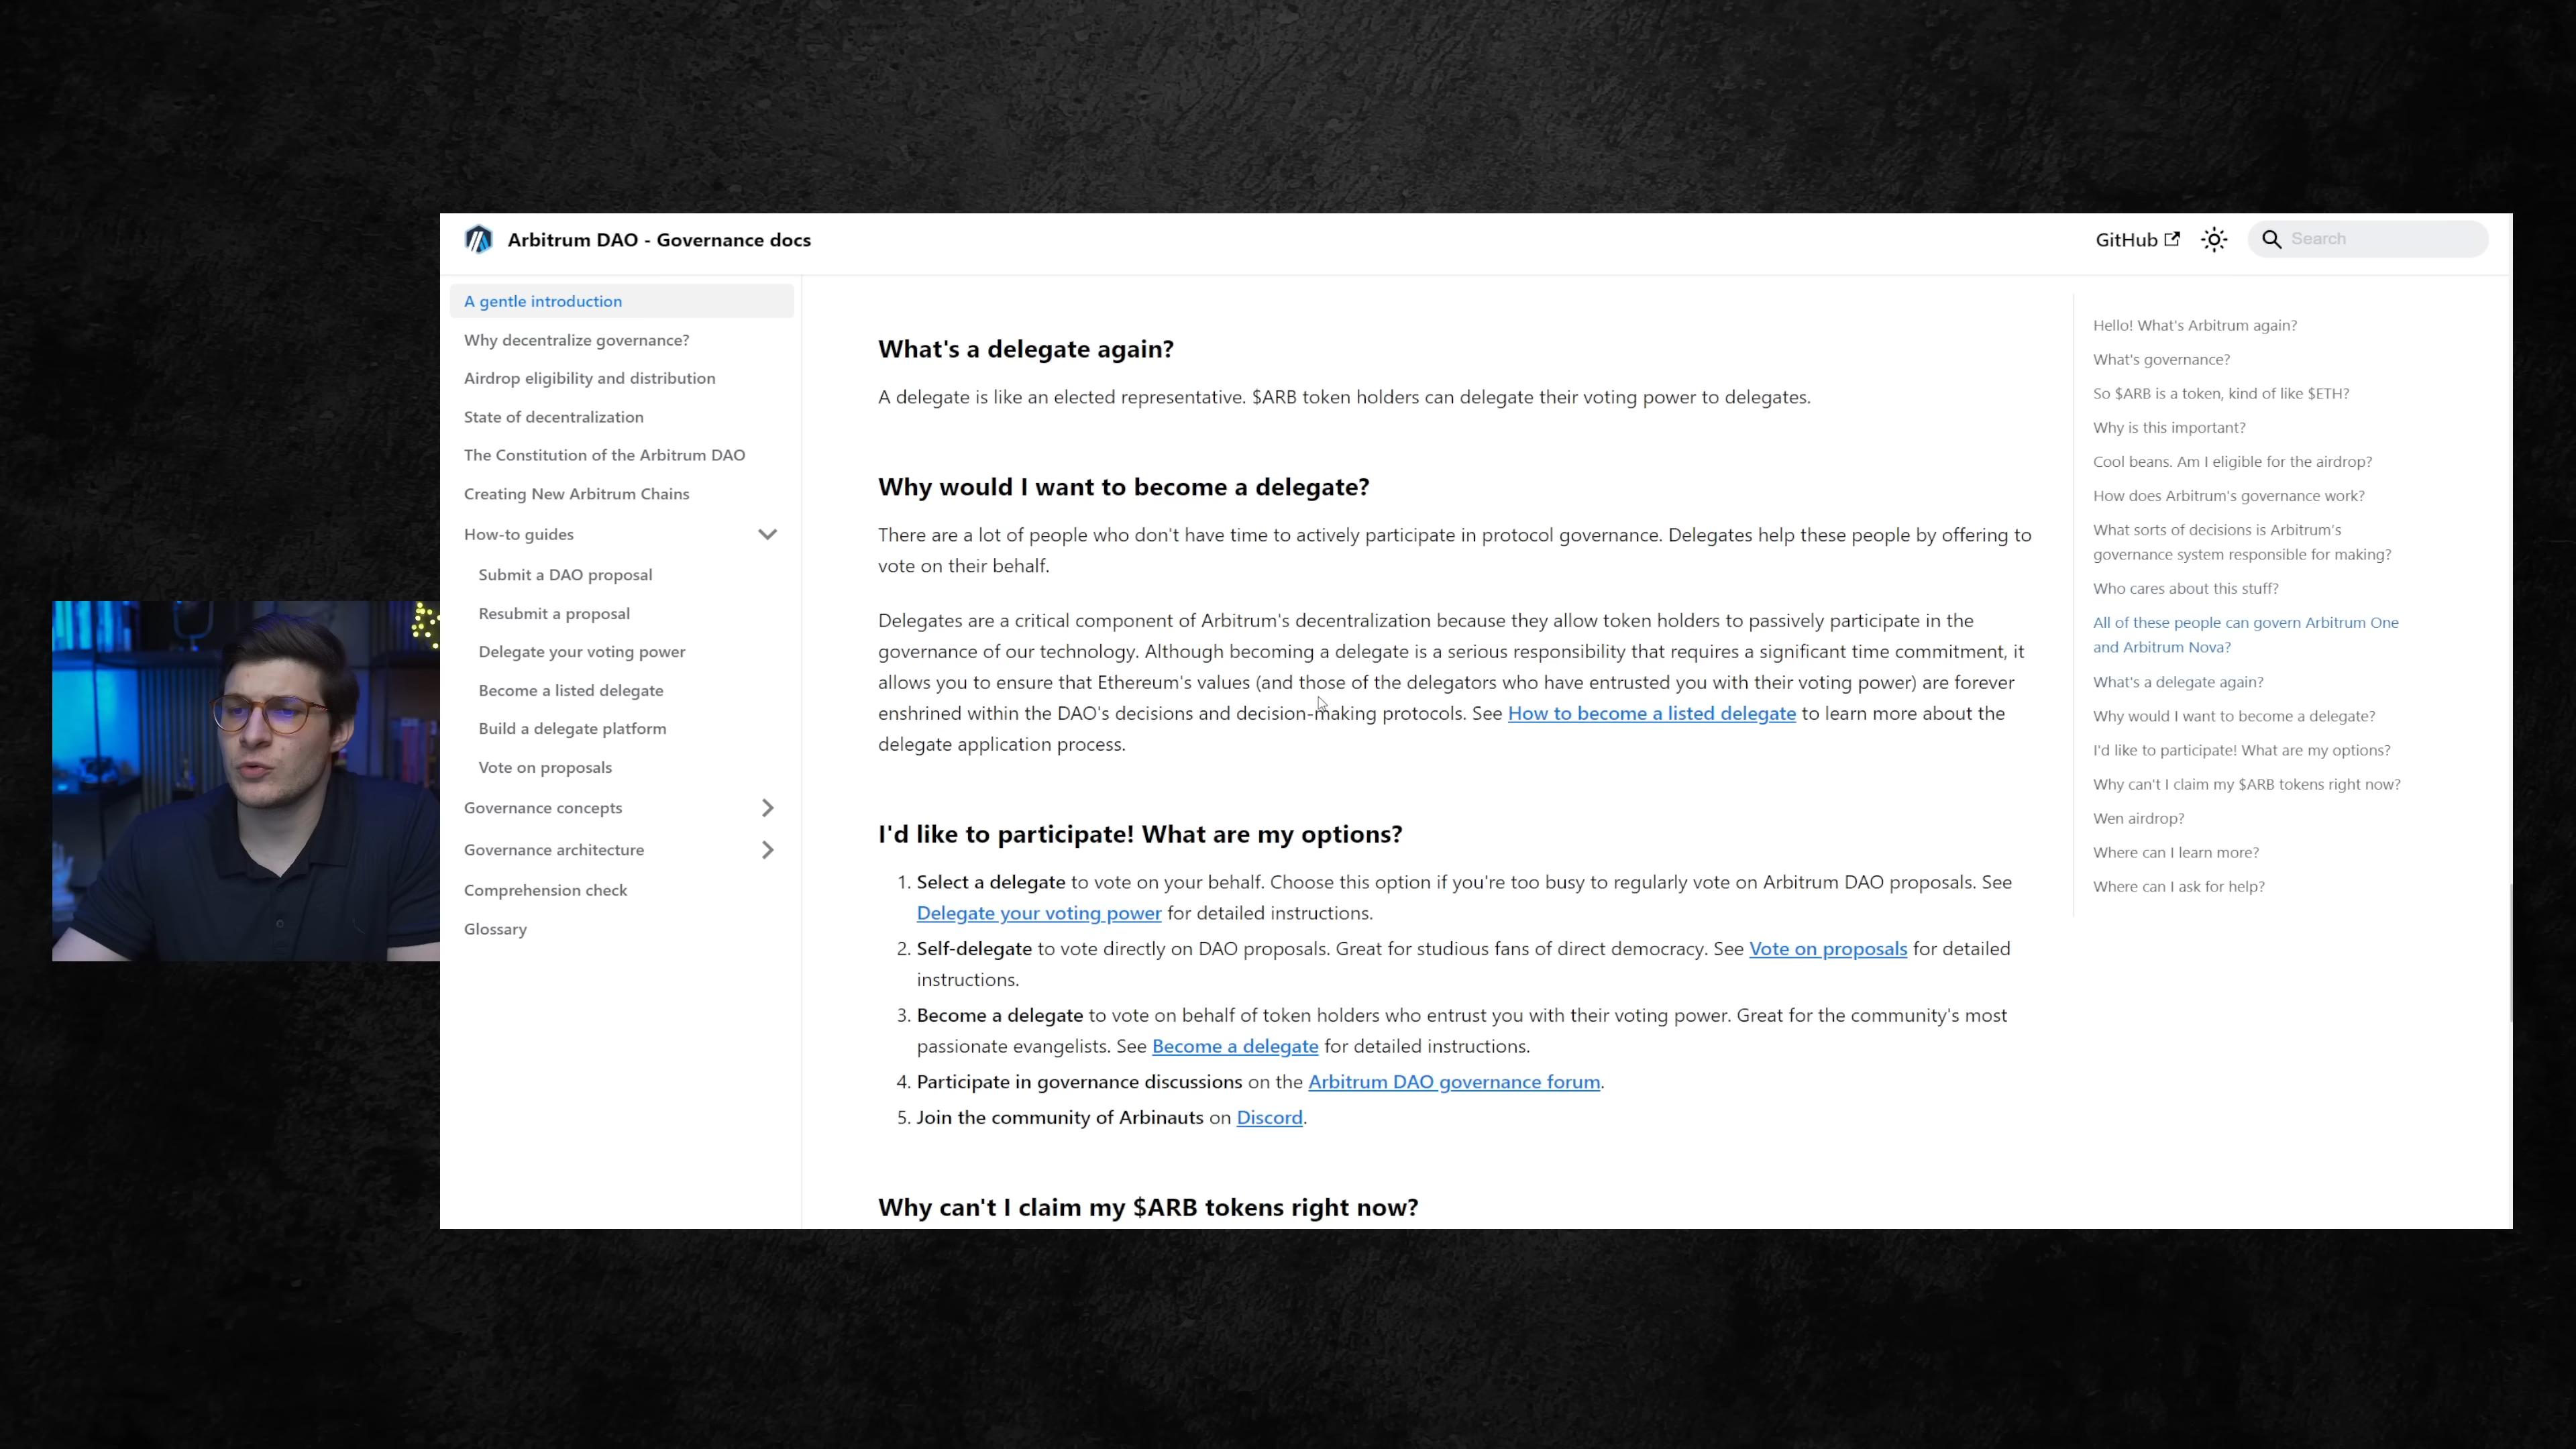 Arbitrum DAO - Governance docs
GitHub
Search
A gentle introduction
Why decentralize governance?
Airdrop eligibility and distribution
State of decentralization
The Constitution of the Arbitrum DAO
Creating New Arbitrum Chains
How-to guides
Submit a DAO proposal
Resubmit a proposal
Delegate your voting power
Become a listed delegate
Build a delegate platform
Vote on proposals
Governance concepts
Governance architecture
Comprehension check
Glossary
What's a delegate again?
A delegate is like an elected representative. $ARB token holders can delegate their voting power to delegates.
Why would I want to become a delegate?
There are a lot of people who don't have time to actively participate in protocol governance. Delegates help these people by offering to
vote on their behalf.
Delegates are a critical component of Arbitrum's decentralization because they allow token holders to passively participate in the
governance of our technology. Although becoming a delegate is a serious responsibility that requires a significant time commitment, it
allows you to ensure that Ethereum's values (and those of the delegators who have entrusted you with their voting power) are forever
enshrined within the DAO's decisions and decision-making protocols. See How to become a listed delegate to learn more about the
delegate application process.
I'd like to participate! What are my options?
1. Select a delegate to vote on your behalf. Choose this option if you're too busy to regularly vote on Arbitrum DAO proposals. See
Delegate your voting power for detailed instructions.
2. Self-delegate to vote directly on DAO proposals. Great for studious fans of direct democracy. See Vote on proposals for detailed
instructions.
3. Become a delegate to vote on behalf of token holders who entrust you with their voting power. Great for the community's most
passionate evangelists. See Become a delegate for detailed instructions.
4. Participate in governance discussions on the Arbitrum DAO governance forum.
5. Join the community of Arbinauts on Discord.
Why can't I claim my $ARB tokens right now?
Hello! What's Arbitrum again?
What's governance?
So $ARB is a token, kind of like $ETH?
Why is this important?
Cool beans. Am I eligible for the airdrop?
How does Arbitrum's governance work?
What sorts of decisions is Arbitrum's
governance system responsible for making?
Who cares about this stuff?
All of these people can govern Arbitrum One
and Arbitrum Nova?
What's a delegate again?
Why would I want to become a delegate?
I'd like to participate! What are my options?
Why can't I claim my $ARB tokens right now?
Wen airdrop?
Where can I learn more?
Where can I ask for help?